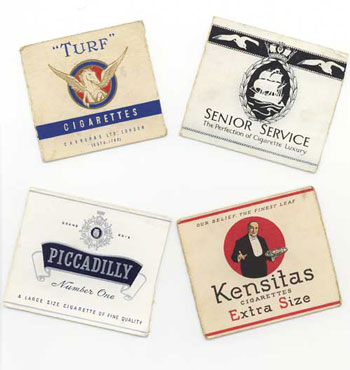 "TURF"
CIGARETTES
CARRERAS LTD. LONDON
SENIOR SERVICE
The Perfection of Cigarette Luxury
PICCADILLY
Number One
A LARGE SIZE CIGARETTE OF FINE QUALITY
OUR BELIEF, THE FINEST LEAF
Kensitas
CIGARETTES
Extra Size